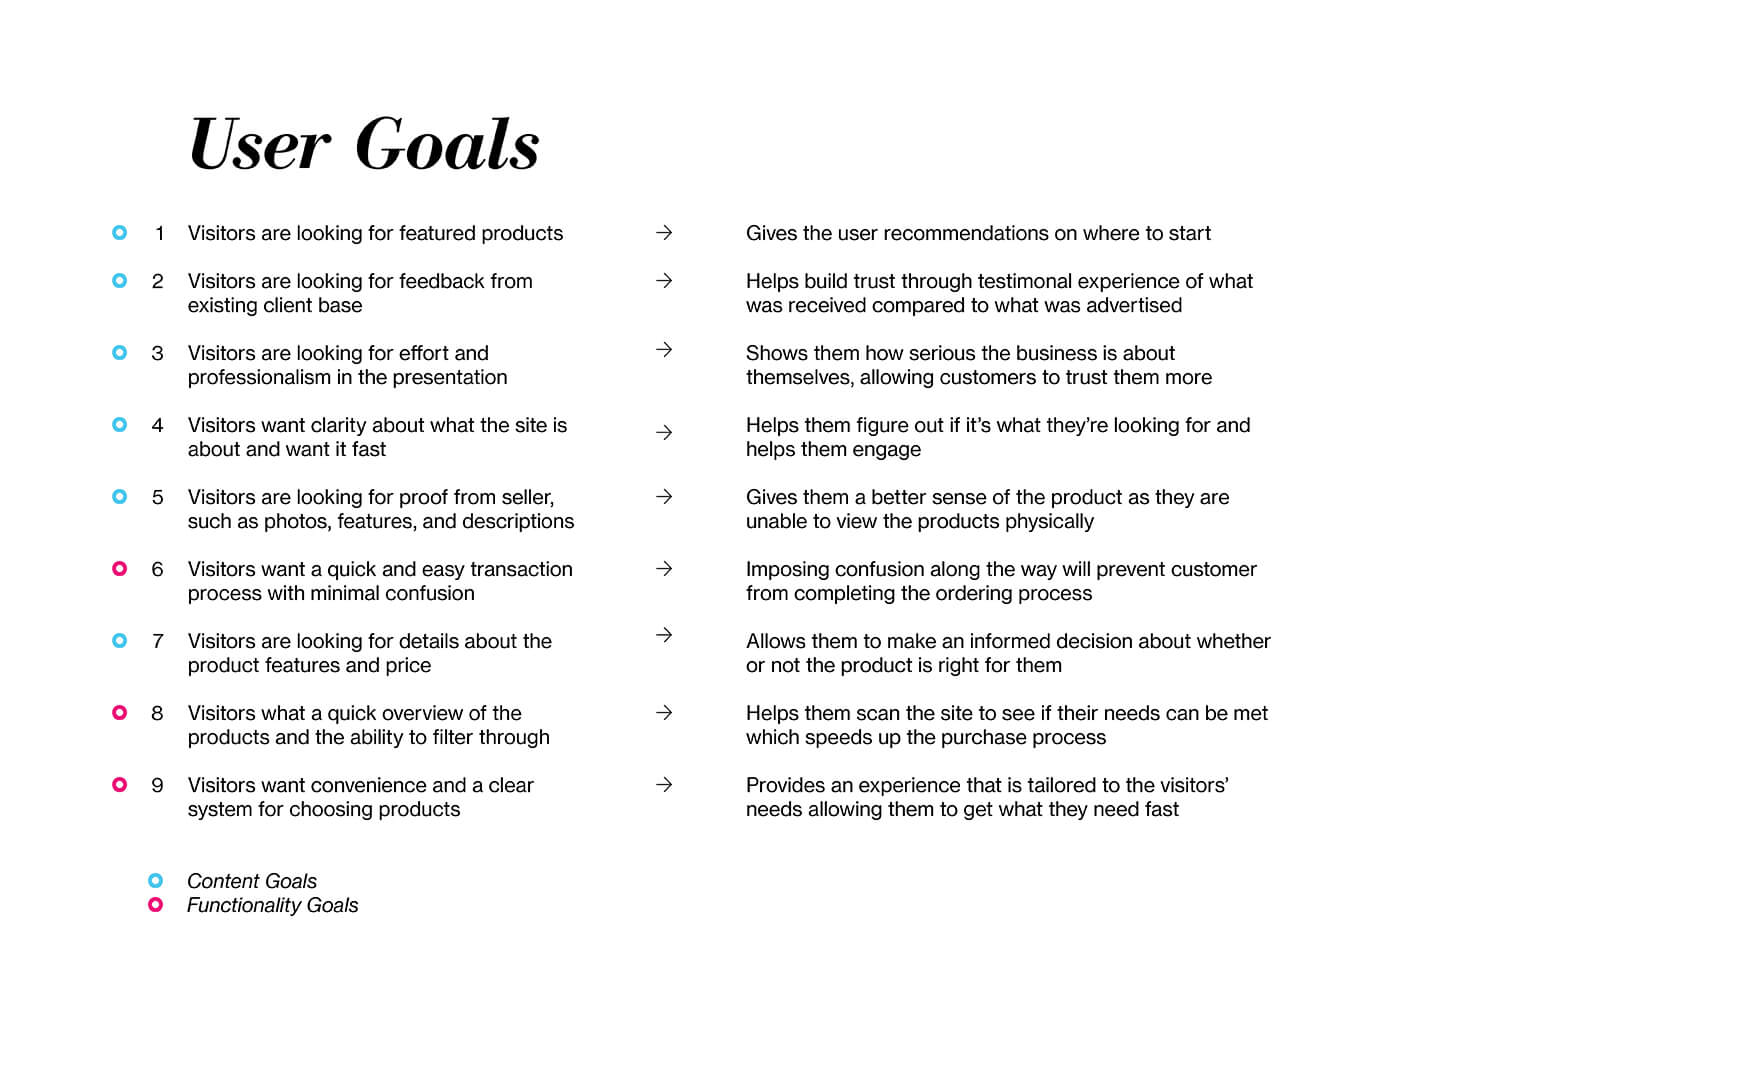 User Goals
1 Visitors are looking for featured products → Gives the user recommendations on where to start
2 Visitors are looking for feedback from → Helps build trust through testimonal experience of what
existing client base was received compared to what was advertised
3 Visitors are looking for effort and → Shows them how serious the business is about
professionalism in the presentation themselves, allowing customers to trust them more
4 Visitors want clarity about what the site is → Helps them figure out if it’s what they’re looking for and
about and want it fast helps them engage
5 Visitors are looking for proof from seller, → Gives them a better sense of the product as they are
such as photos, features, and descriptions unable to view the products physically
6 Visitors want a quick and easy transaction → Imposing confusion along the way will prevent customer
process with minimal confusion from completing the ordering process
7 Visitors are looking for details about the → Allows them to make an informed decision about whether
product features and price or not the product is right for them
8 Visitors what a quick overview of the → Helps them scan the site to see if their needs can be met
products and the ability to filter through which speeds up the purchase process
9 Visitors want convenience and a clear → Provides an experience that is tailored to the visitors’
system for choosing products needs allowing them to get what they need fast
Content Goals
Functionality Goals